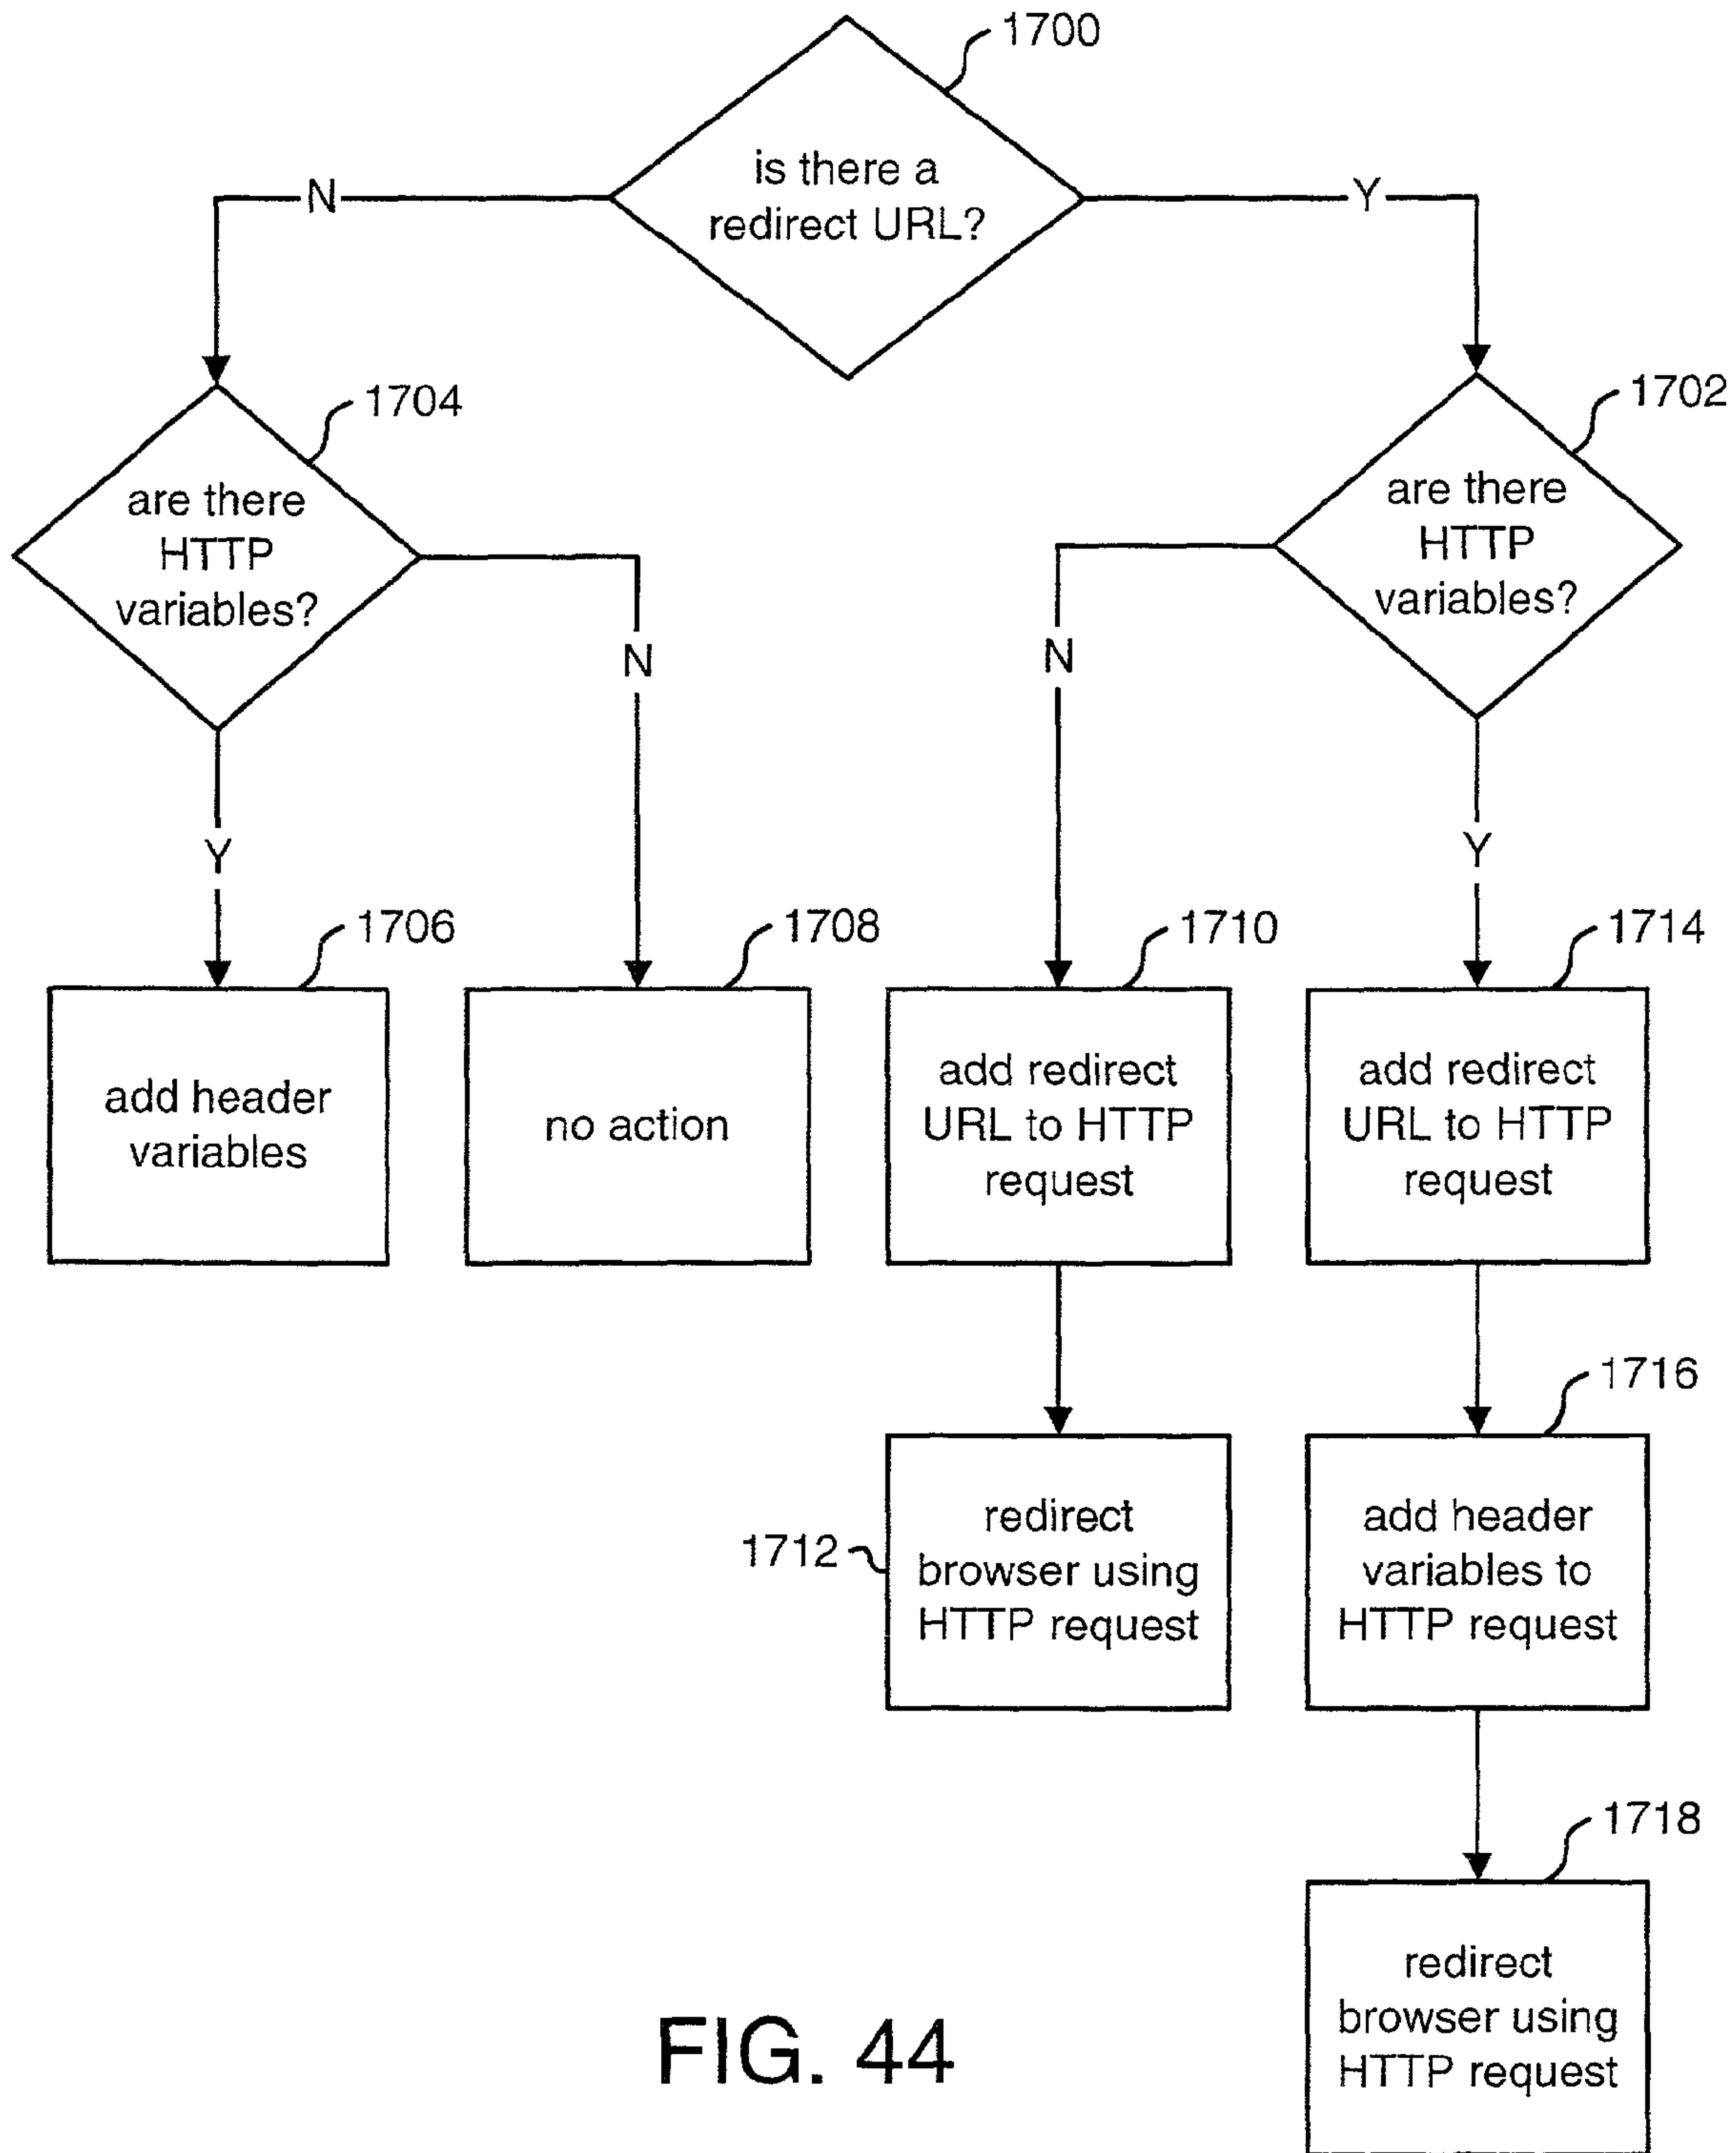 1700
is there a
redirect URL?
N
Y
1704
are there
HTTP
variables?
1702
are there
HTTP
variables?
N
N
Y
Y
1706
add header
variables
1708
no action
1710
add redirect
URL to HTTP
request
1714
add redirect
URL to HTTP
request
1712
redirect
browser using
HTTP request
1716
add header
variables to
HTTP request
1718
redirect
browser using
HTTP request
FIG. 44